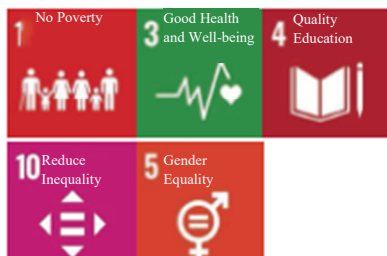 1 No Poverty
3 Good Health
and Well-being
4 Quality
Education
10 Reduce
Inequality
5 Gender
Equality